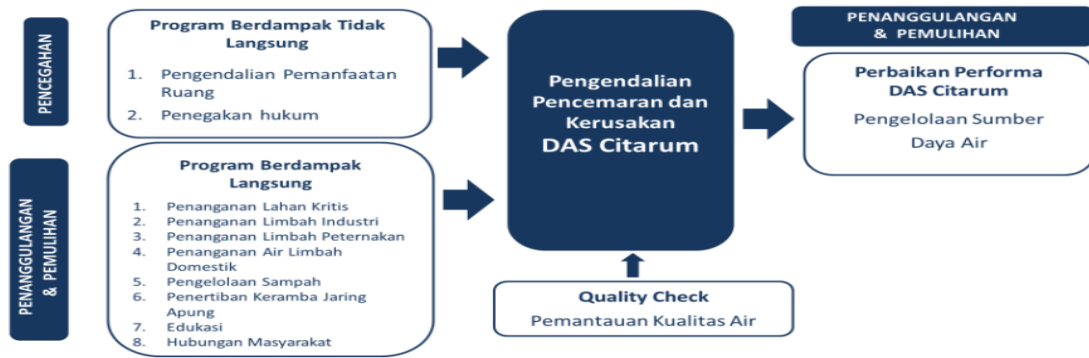 PENCEGAHAN
Program Berdampak Tidak
Langsung
1. Pengendalian Pemanfaatan
Ruang
2. Penegakan hukum
PENANGGULANGAN
& PEMULIHAN
Program Berdampak
Langsung
1. Penanganan Lahan Kritis
2. Penanganan Limbah Industri
3. Penanganan Limbah Peternakan
4. Penanganan Air Limbah
Domestik
5. Pengelolaan Sampah
6. Penertiban Keramba Jaring
Apung
7. Edukasi
8. Hubungan Masyarakat
Pengendalian
Pencemaran dan
Kerusakan
DAS Citarum
Quality Check
Pemantauan Kualitas Air
PENANGGULANGAN
& PEMULIHAN
Perbaikan Performa
DAS Citarum
Pengelolaan Sumber
Daya Air